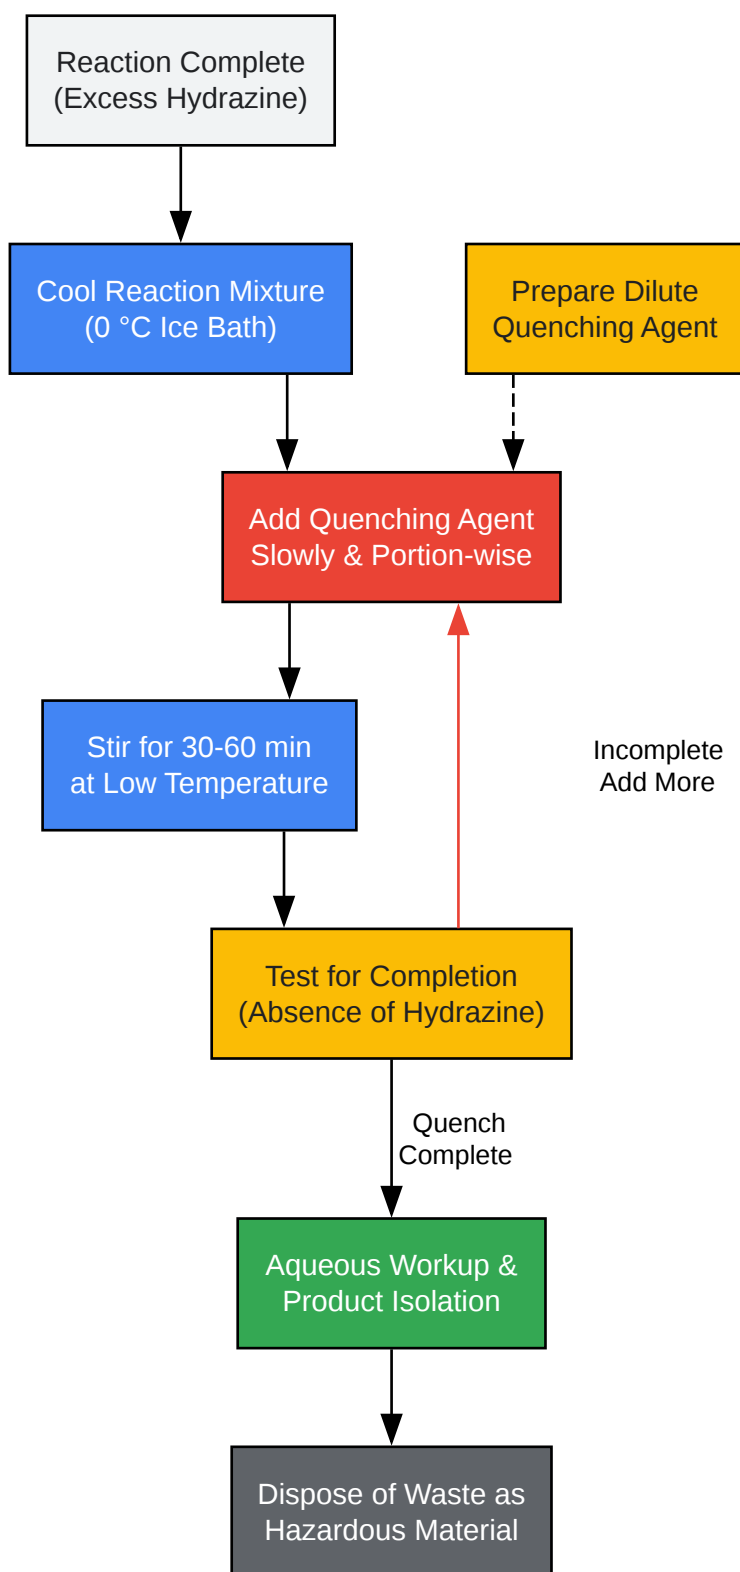 Reaction Complete
(Excess Hydrazine)
Cool Reaction Mixture
(0 °C Ice Bath)
Prepare Dilute
Quenching Agent
Add Quenching Agent
Slowly & Portion-wise
Stir for 30-60 min
at Low Temperature
Incomplete
Add More
Test for Completion
(Absence of Hydrazine)
Quench
Complete
Aqueous Workup &
Product Isolation
Dispose of Waste as
Hazardous Material